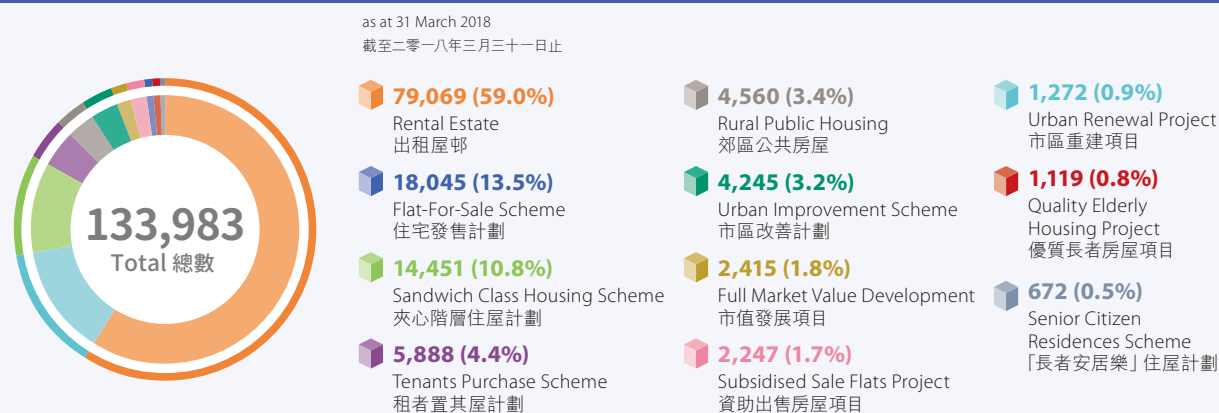 as at 31 March 2018
截至二零一八年三月三十一日止
133,983
Total 總數
79,069 (59.0%)
Rental Estate
出租屋邨
18,045 (13.5%)
Flat-For-Sale Scheme
住宅發售計劃
14,451 (10.8%)
Sandwich Class Housing Scheme
夾心階層住屋計劃
5,888 (4.4%)
Tenants Purchase Scheme
租者置其屋計劃
4,560 (3.4%)
Rural Public Housing
郊區公共房屋
4,245 (3.2%)
Urban Improvement Scheme
市區改善計劃
2,415 (1.8%)
Full Market Value Development
市值發展項目
2,247 (1.7%)
Subsidised Sale Flats Project
資助出售房屋項目
1,272 (0.9%)
Urban Renewal Project
市區重建項目
1,119 (0.8%)
Quality Elderly
Housing Project
優質長者房屋項目
672 (0.5%)
Senior Citizen
Residences Scheme
「長者安居樂」住屋計劃